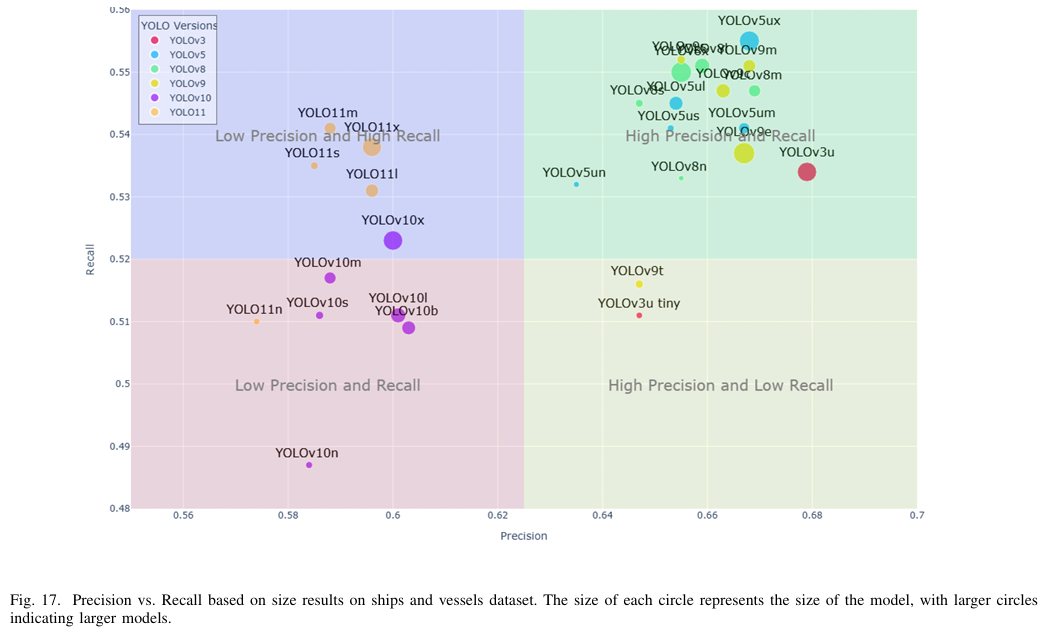 0.56
YOLO Versions
YOLOv3
YOLOv5
YOLOv8
YOLOv9
YOLOv10
YOLO11
YOLOv5ux
YOLOv9m
0.55
YOLOv8m
YOLOv8s
YOLOv5ul
YOLO11m
YOLOv5us
YOLOv5um
YOLO11x
0.54
Low Precision and High Recall
High Precision and Recall
YOLOv9e
YOLO11s
YOLOv3u
YOLO11l
YOLOv5un
YOLOv8n
0.53
YOLOv10x
Recall
0.52
YOLOv10m
YOLOv9t
YOLO11n
YOLOv10s
YOLOv10l
YOLOv10b
YOLOv3u tiny
0.51
0.5
Low Precision and Recall
High Precision and Low Recall
0.49
YOLOv10n
0.48
0.56
0.58
0.6
0.62
0.64
0.66
0.68
0.7
Precision
Fig. 17. Precision vs. Recall based on size results on ships and vessels dataset. The size of each circle represents the size of the model, with larger circles
indicating larger models.